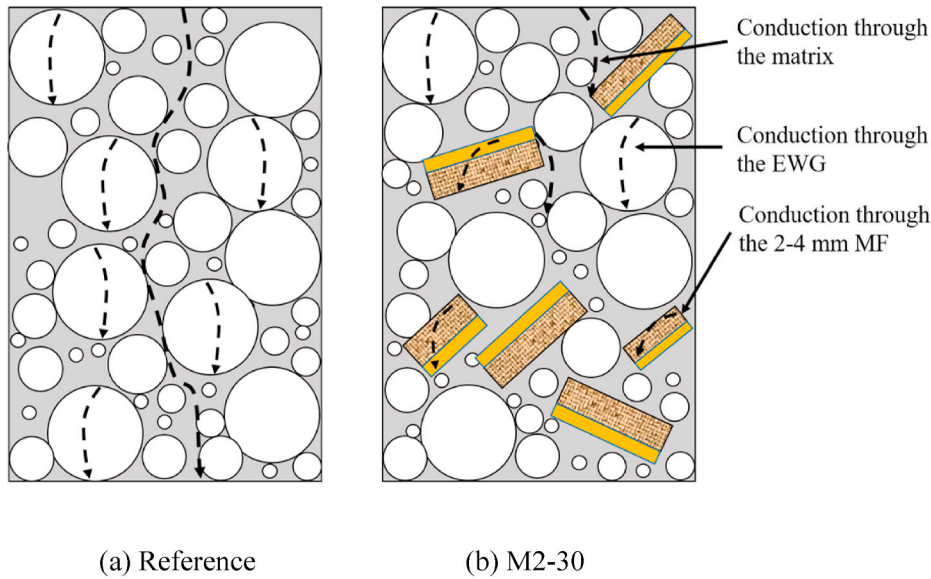 Conduction through
the matrix
Conduction through
the EWG
Conduction through
the 2-4 mm MF
(a) Reference
(b) M2-30